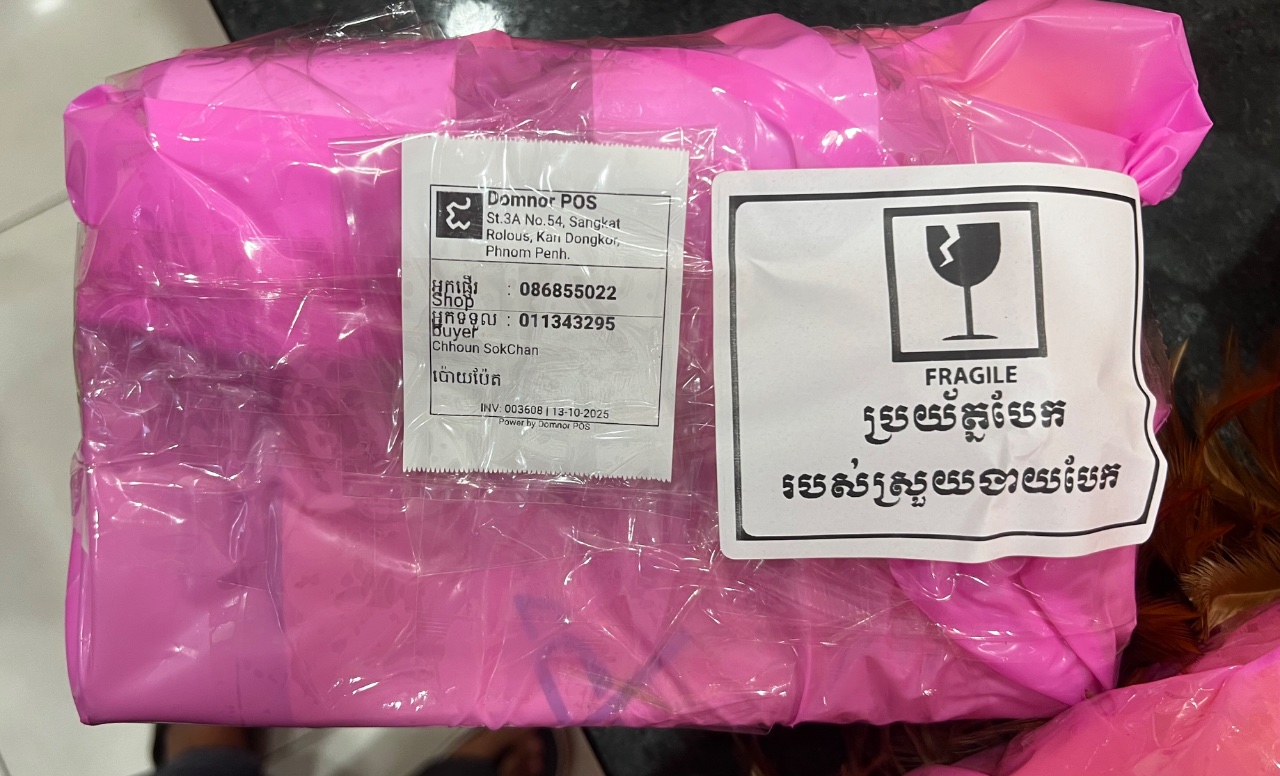 Domnor POS
St.3A No.54, Sangkat
Rolous, Kan Dongkor,
Phnom Penh.
អ្នកផ្ញើរ
Shop : 086855022
អ្នកទទួល : 011343295
Buyer
Chhoun SokChan
ប៉ោយប៉ែត
INV: 003608 | 13-10-2025
Power by Domnor POS
FRAGILE
ប្រយ័ត្នបែក
របស់ស្រួយងាយបែក